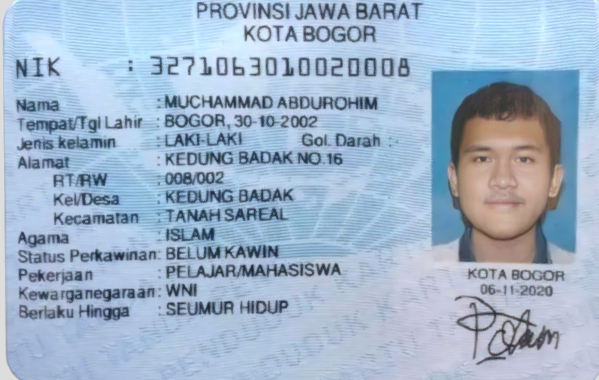 PROVINSI JAWA BARAT
KOTA BOGOR
NIK : 3271063010020008
Nama : MUCHAMMAD ABDUROHIM
Tempat/Tgl Lahir : BOGOR, 30-10-2002
Jenis kelamin : LAKI-LAKI Gol. Darah : -
Alamat : KEDUNG BADAK NO.16
RT/RW : 008/002
Kel/Desa : KEDUNG BADAK
Kecamatan : TANAH SAREAL
Agama : ISLAM
Status Perkawinan: BELUM KAWIN
Pekerjaan : PELAJAR/MAHASISWA
Kewarganegaraan: WNI
Berlaku Hingga : SEUMUR HIDUP
KOTA BOGOR
06-11-2020